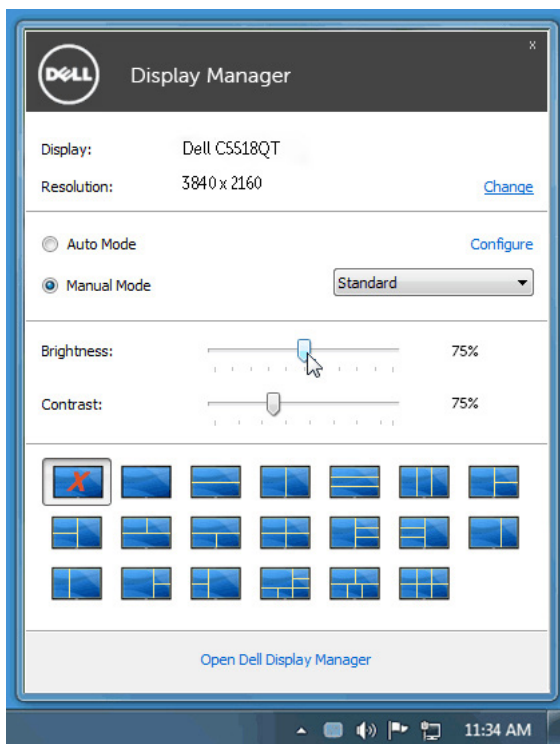 x
DELL
Display Manager
Display: Dell C5518QT
Resolution: 3840 x 2160 Change
Auto Mode Configure
Manual Mode Standard
Brightness: 75%
Contrast: 75%
Open Dell Display Manager
11:34 AM